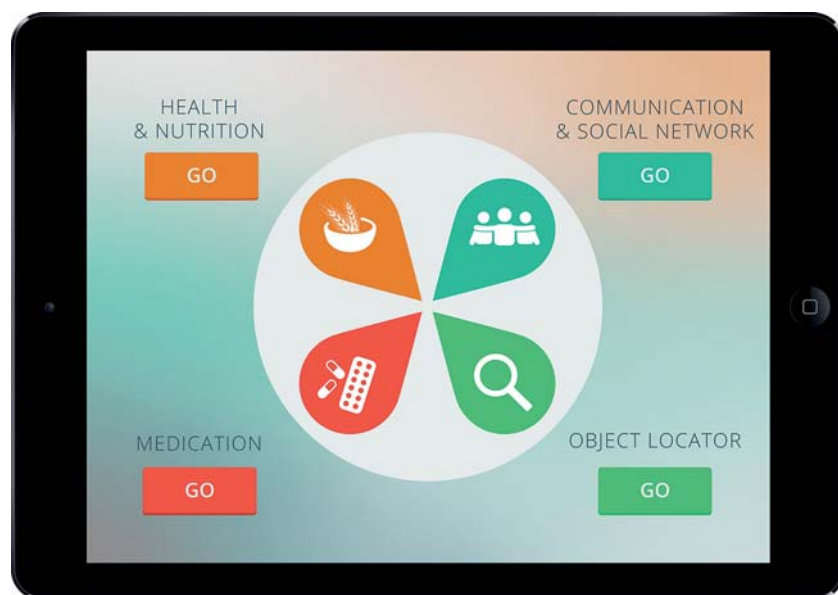 HEALTH
& NUTRITION
GO
COMMUNICATION
& SOCIAL NETWORK
GO
MEDICATION
GO
OBJECT LOCATOR
GO